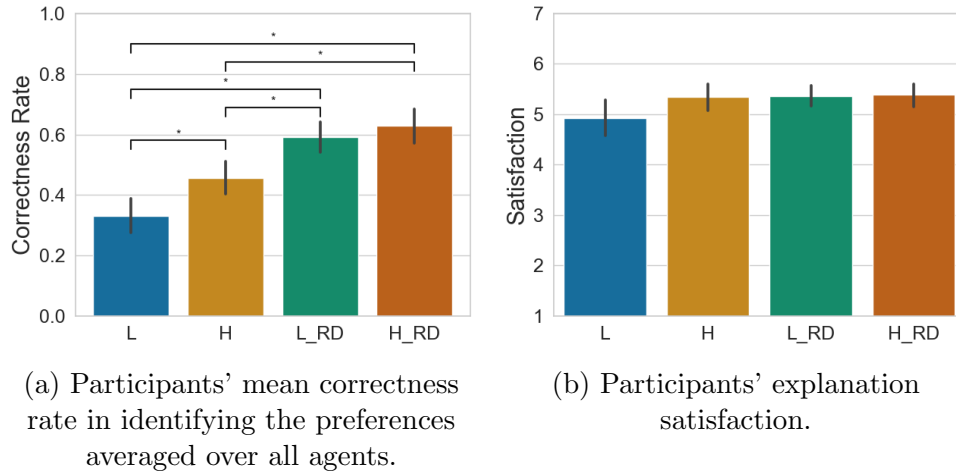 1.0
0.8
0.6
0.4
0.2
0.0
Correctness Rate
*
*
*
*
*
L
H
L_RD
H_RD
(a) Participants' mean correctness
rate in identifying the preferences
averaged over all agents.
7
6
5
4
3
2
1
Satisfaction
L
H
L_RD
H_RD
(b) Participants' explanation
satisfaction.